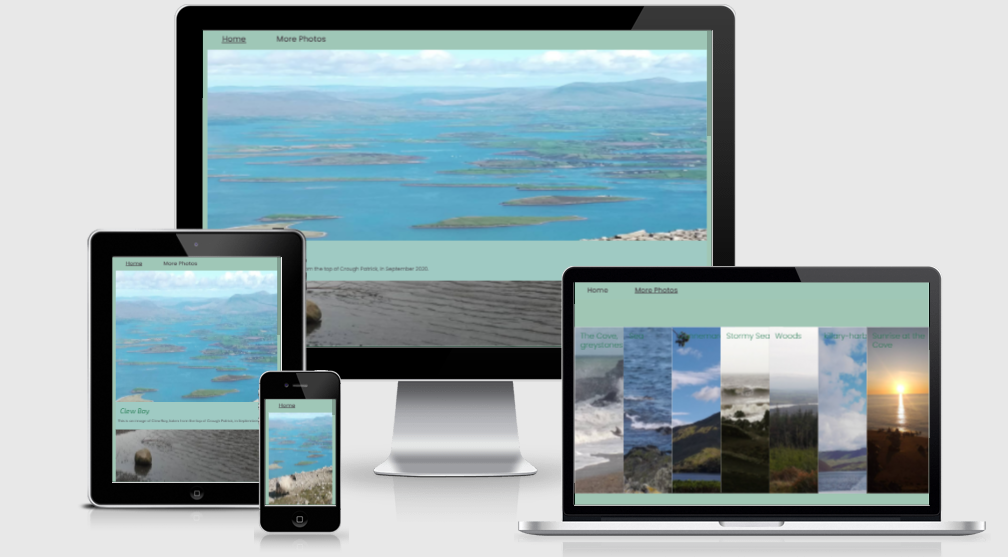 Home More Photos
m the top of Crough Patrick, in September 2020.
Home More Photos
Clew Bay
This is an image of Clew Bay, taken from the top of Crough Patrick, in September
Home
Home More Photos
The Cove, greystones
Stormy Sea
Woods
Sunrise at the Cove